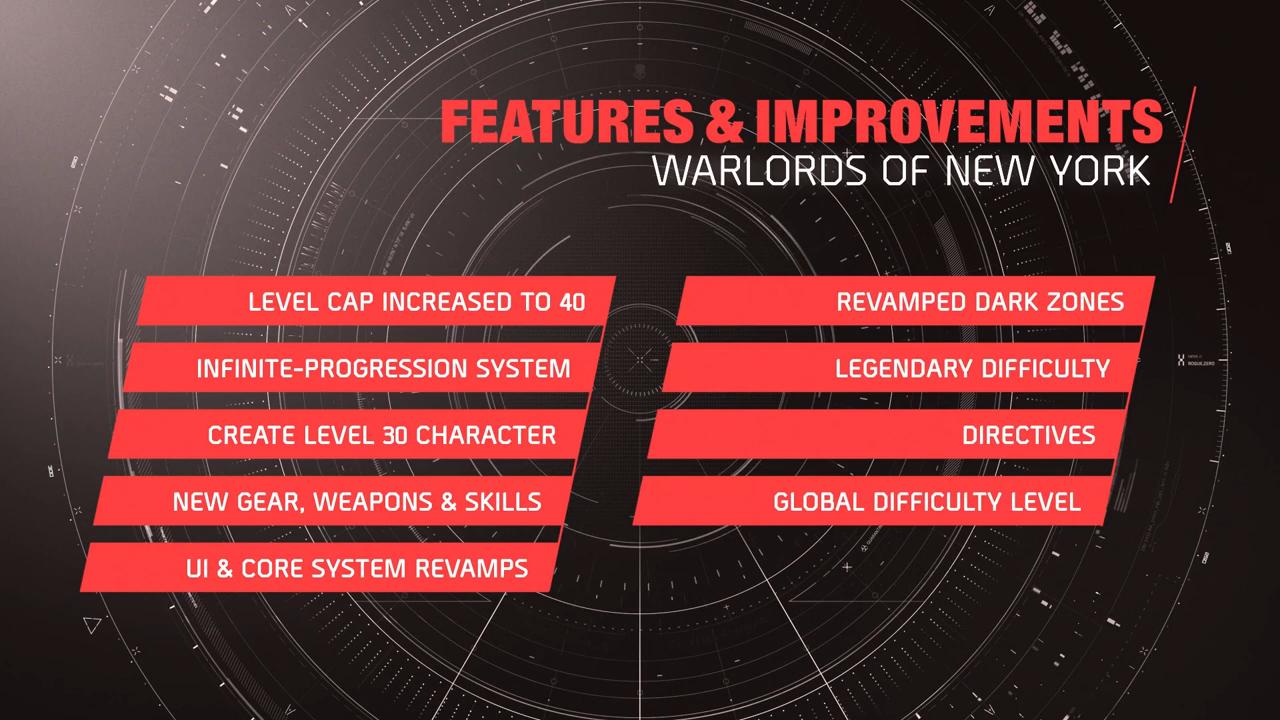 FEATURES & IMPROVEMENTS
WARLORDS OF NEW YORK
LEVEL CAP INCREASED TO 40
INFINITE-PROGRESSION SYSTEM
CREATE LEVEL 30 CHARACTER
NEW GEAR, WEAPONS & SKILLS
UI & CORE SYSTEM REVAMPS
REVAMPED DARK ZONES
LEGENDARY DIFFICULTY
DIRECTIVES
GLOBAL DIFFICULTY LEVEL